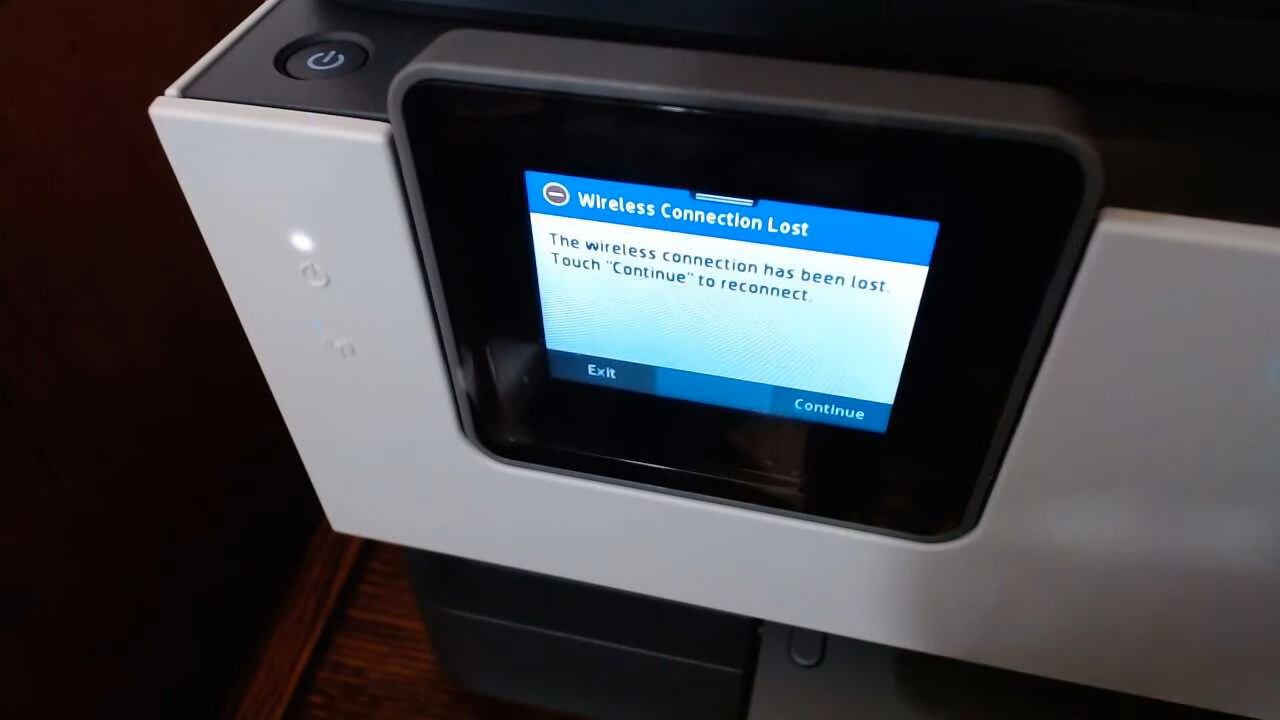 Wireless Connection Lost
The wireless connection has been lost.
Touch "Continue" to reconnect.
Exit
Continue